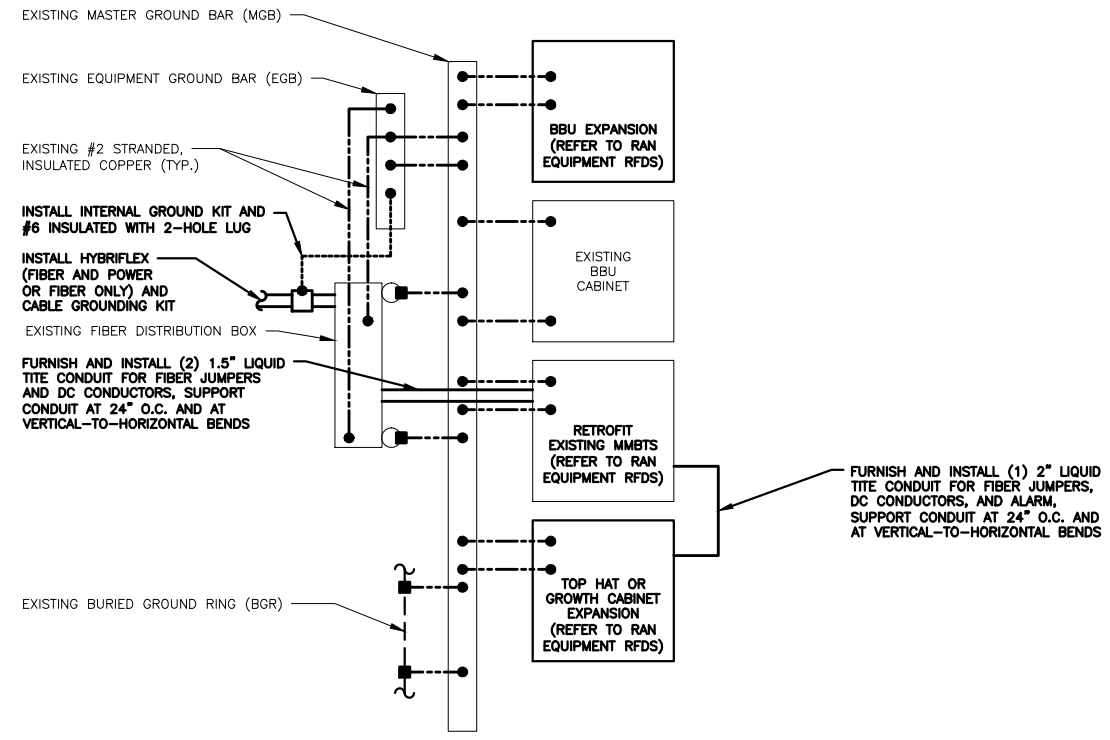 EXISTING MASTER GROUND BAR (MGB)
EXISTING EQUIPMENT GROUND BAR (EGB)
EXISTING #2 STRANDED,
INSULATED COPPER (TYP.)
INSTALL INTERNAL GROUND KIT AND
#6 INSULATED WITH 2-HOLE LUG
INSTALL HYBRIFLEX
(FIBER AND POWER
OR FIBER ONLY) AND
CABLE GROUNDING KIT
EXISTING FIBER DISTRIBUTION BOX
FURNISH AND INSTALL (2) 1.5" LIQUID
TITE CONDUIT FOR FIBER JUMPERS
AND DC CONDUCTORS, SUPPORT
CONDUIT AT 24" O.C. AND AT
VERTICAL-TO-HORIZONTAL BENDS
EXISTING BURIED GROUND RING (BGR)
BBU EXPANSION
(REFER TO RAN
EQUIPMENT RFDS)
EXISTING
BBU
CABINET
RETROFIT
EXISTING MMBTS
(REFER TO RAN
EQUIPMENT RFDS)
TOP HAT OR
GROWTH CABINET
EXPANSION
(REFER TO RAN
EQUIPMENT RFDS)
FURNISH AND INSTALL (1) 2" LIQUID
TITE CONDUIT FOR FIBER JUMPERS,
DC CONDUCTORS, AND ALARM,
SUPPORT CONDUIT AT 24" O.C. AND
AT VERTICAL-TO-HORIZONTAL BENDS